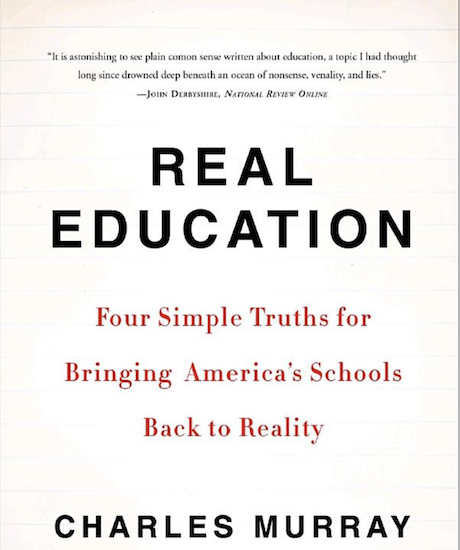 “It is astonishing to see plain comon sense written about education, a topic I had thought
long since drowned deep beneath an ocean of nonsense, venality, and lies.”
—John Derbyshire, National Review Online
REAL
EDUCATION
Four Simple Truths for
Bringing America’s Schools
Back to Reality
CHARLES MURRAY